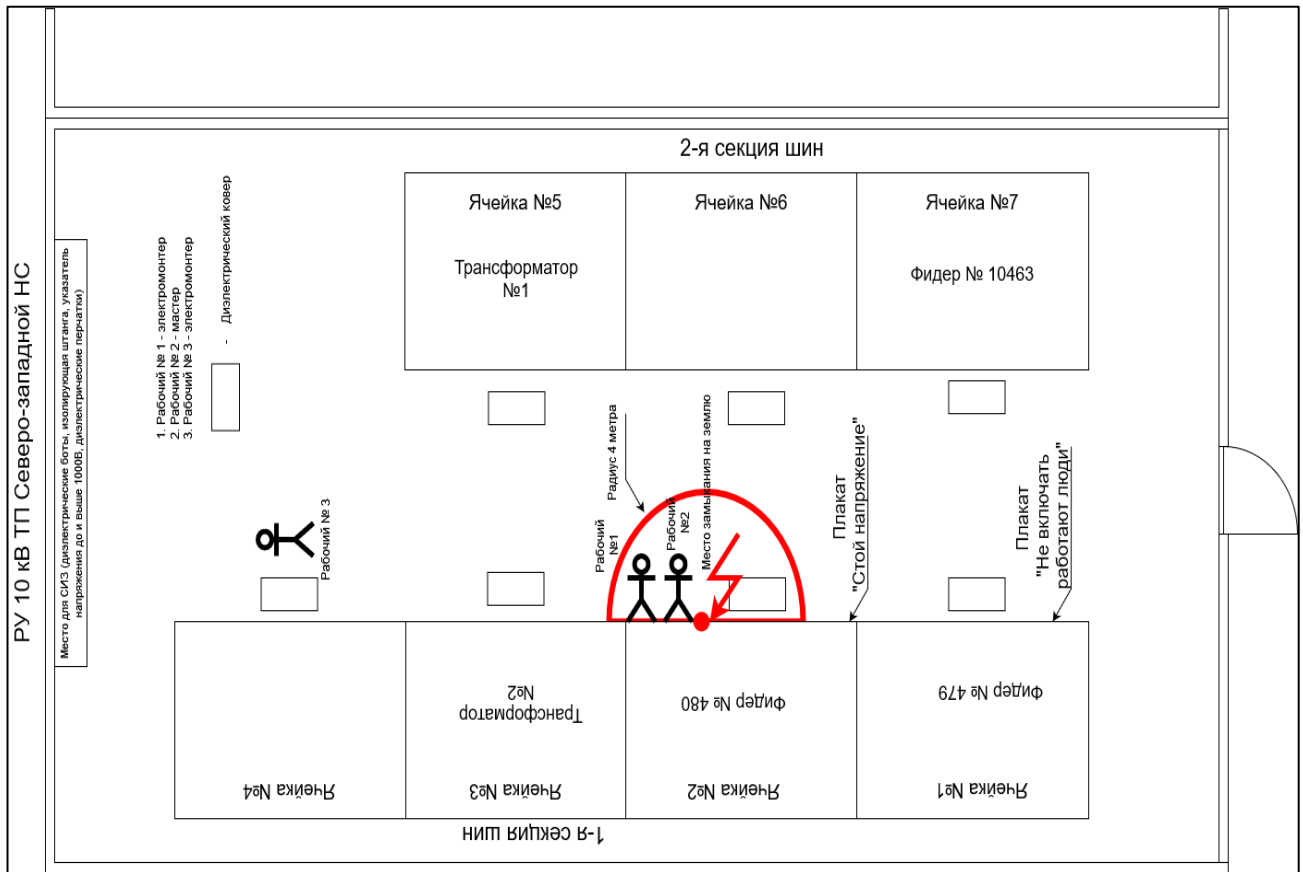 РУ 10 кВ ТП Северо-западной НС
Место для СИЗ (диэлектрические боты, изолирующая штанга, указатель
напряжения до и выше 1000В, диэлектрические перчатки)
1. Рабочий № 1 - электромонтер
2. Рабочий № 2 - мастер
3. Рабочий № 3 - электромонтер
- Диэлектрический ковер
2-я секция шин
Ячейка №5
Трансформатор
№1
Ячейка №6
Ячейка №7
Фидер № 10463
Рабочий № 3
Радиус 4 метра
Рабочий
№1
Рабочий
№2
Место замыкания на землю
Плакат
"Стой напряжение"
Плакат
"Не включать
работают люди"
Ячейка №4
Трансформатор
№2
Ячейка №3
Фидер № 480
Ячейка №2
Фидер № 479
Ячейка №1
1-я секция шин